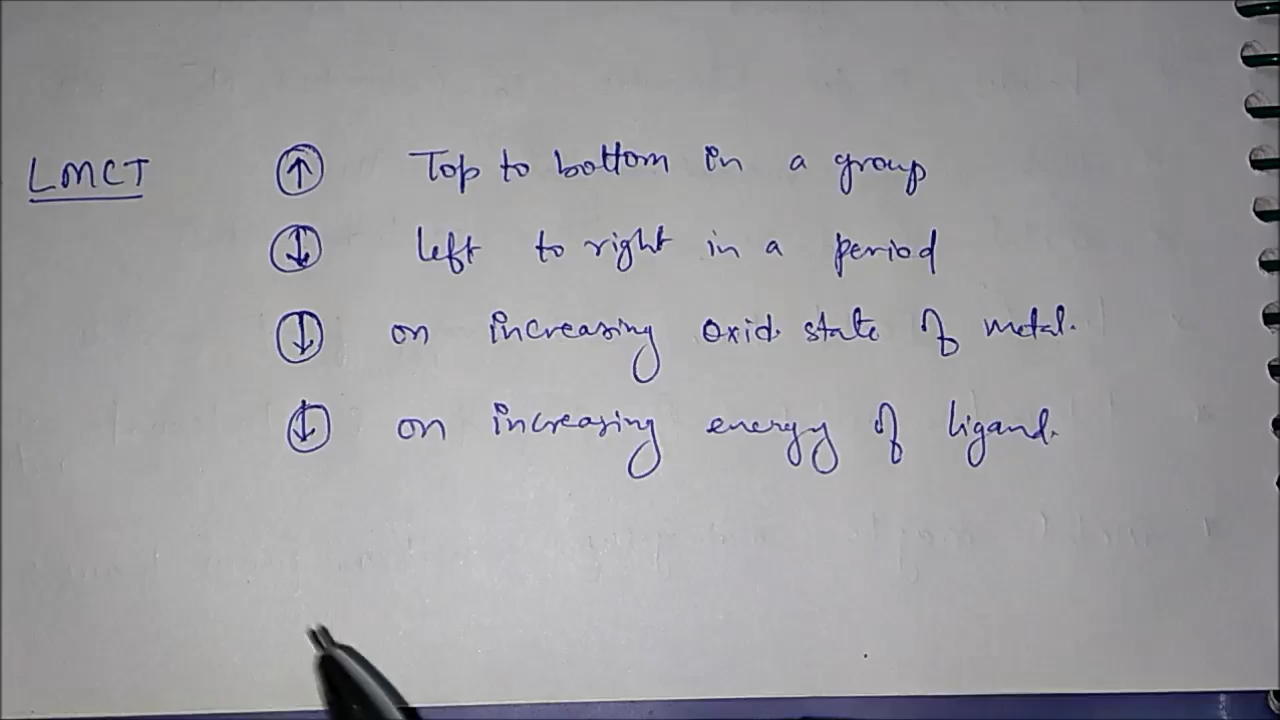 LMCT ↑ Top to bottom in a group
↓ left to right in a period
↓ on increasing oxid. state of metal.
↓ on increasing energy of ligand.